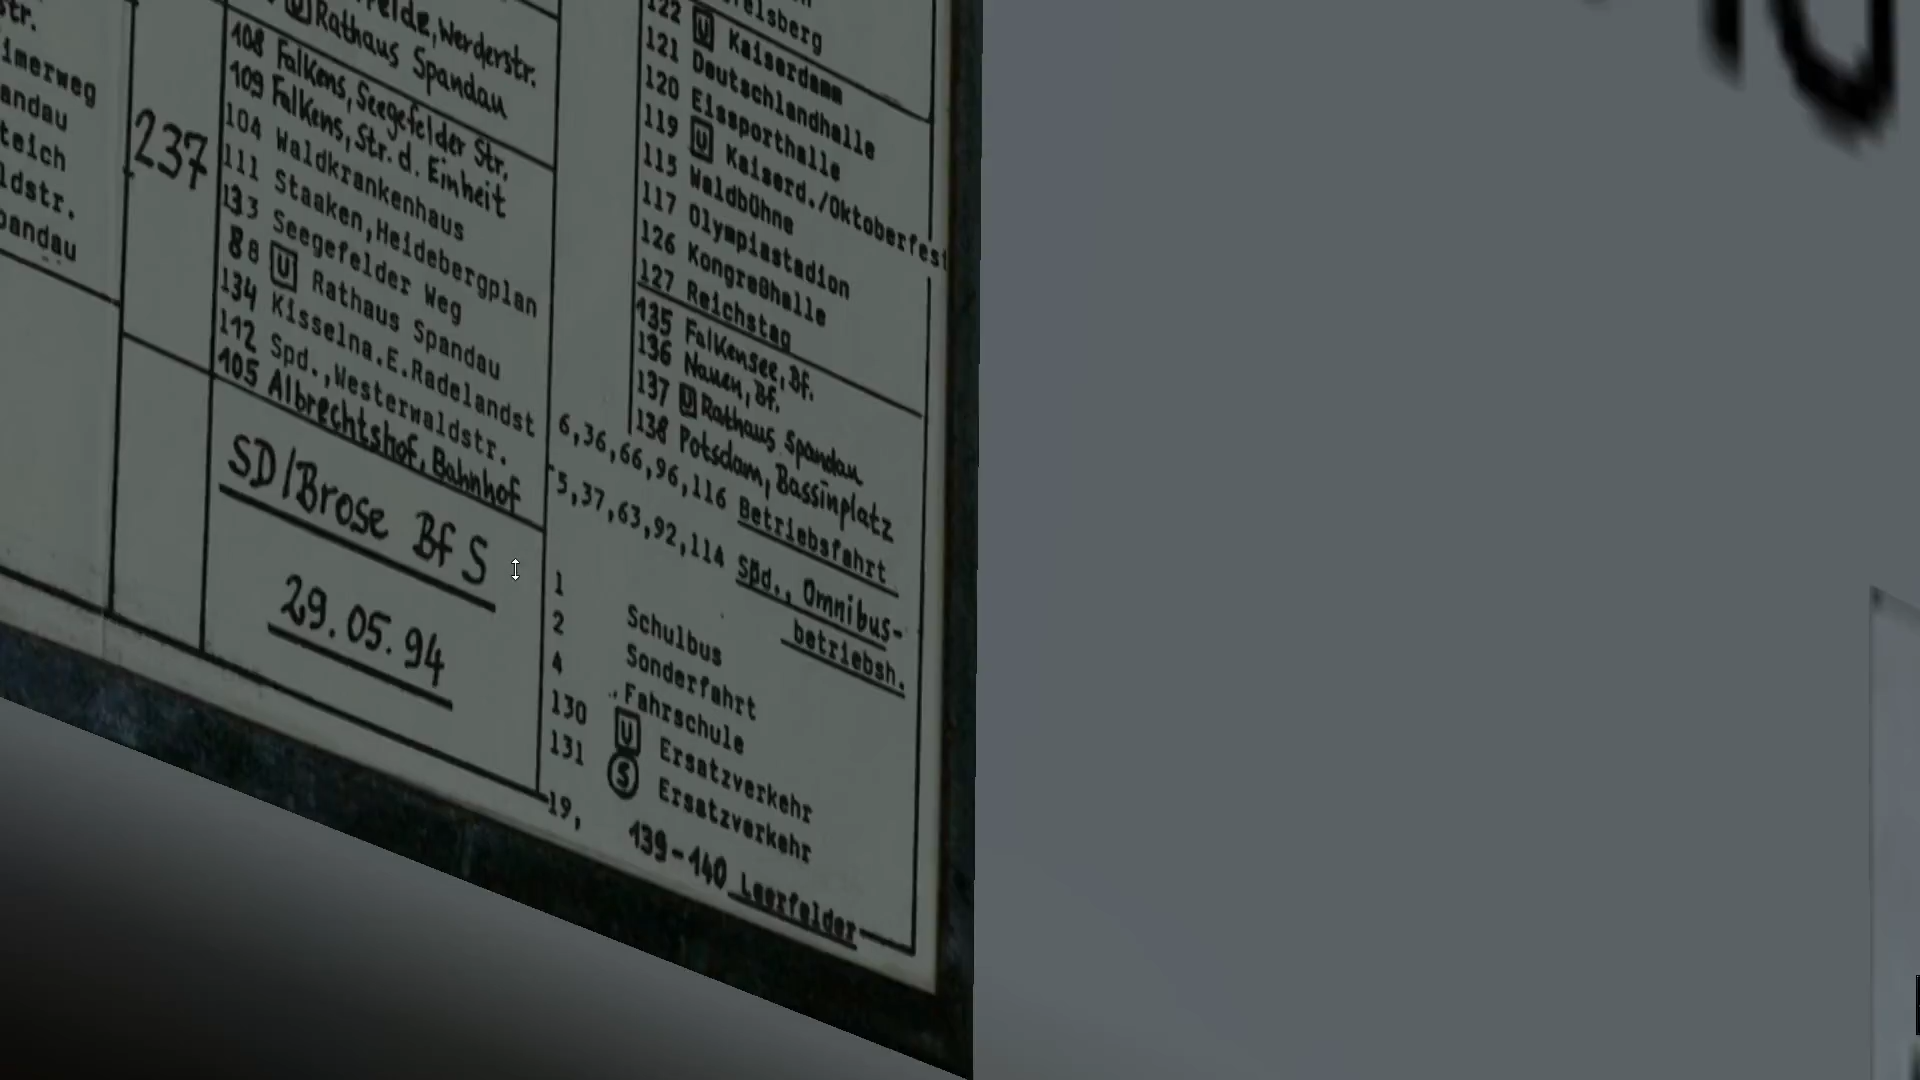 imerweg
andau
teich
ldstr.
pandau
237
Rathaus Spandau
108 Falkens, Seegefelder Str.
109 Falkens, Str. d. Einheit
104 Waldkrankenhaus
111 Staaken, Heidebergplan
133 Seegefelder Weg
88 U Rathaus Spandau
134 Kisselna.E.Radelandst
112 Spd., Westerwaldstr.
105 Albrechtshof, Bahnhof
SD/Brose Bf S
29.05.94
122 U Kaiserdamm
121 Deutschlandhalle
120 Eissporthalle
119 U Kaiserd./Oktoberfest
115 Waldbühne
117 Olympiastadion
126 Kongreßhalle
127 Reichstag
135 Falkensee, Bf.
136 Nauen, Bf.
137 U Rathaus Spandau
138 Potsdam, Bassinplatz
6,36,66,96,116 Betriebsfahrt
5,37,63,92,114 Spd., Omnibus-
betriebsh.
1 Schulbus
2 Sonderfahrt
4 Fahrschule
130 U Ersatzverkehr
131 S Ersatzverkehr
19, 139-140 Leerfelder